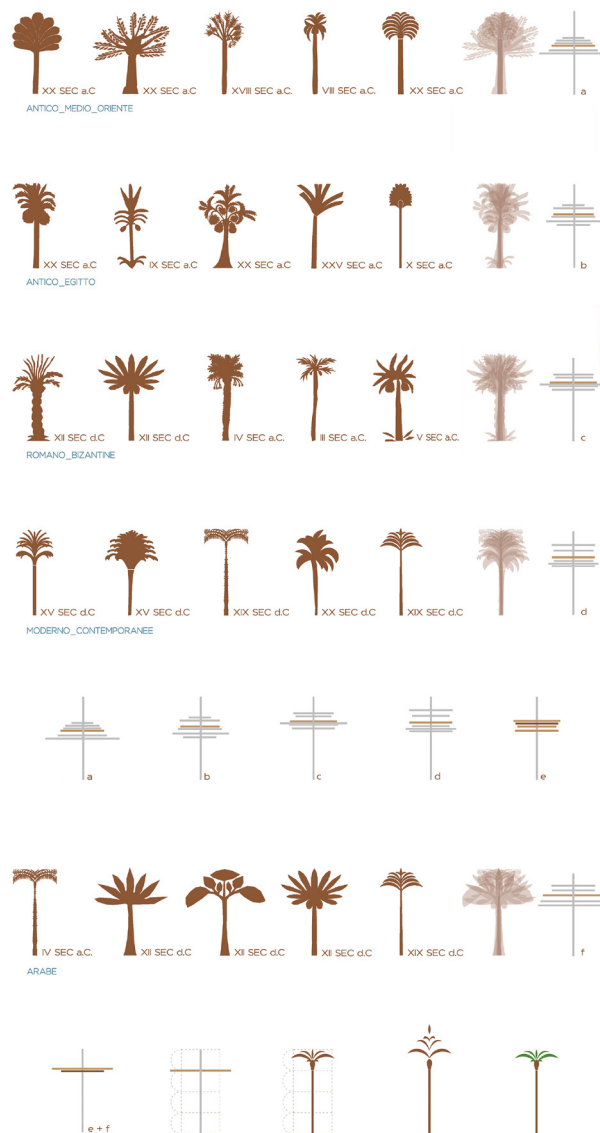 XX SEC a.C XX SEC a.C XVIII SEC a.C. VIII SEC a.C. XX SEC a.C a
ANTICO_MEDIO_ORIENTE
XX SEC a.C IX SEC a.C XX SEC a.C XXV SEC a.C X SEC a.C b
ANTICO_EGITTO
XII SEC d.C XII SEC d.C IV SEC a.C. III SEC a.C. V SEC a.C. c
ROMANO_BIZANTINE
XV SEC d.C XV SEC d.C XIX SEC d.C XX SEC d.C XIX SEC d.C d
MODERNO_CONTEMPORANEE
a b c d e
IV SEC a.C. XII SEC d.C XII SEC d.C XII SEC d.C XIX SEC d.C f
ARABE
e + f